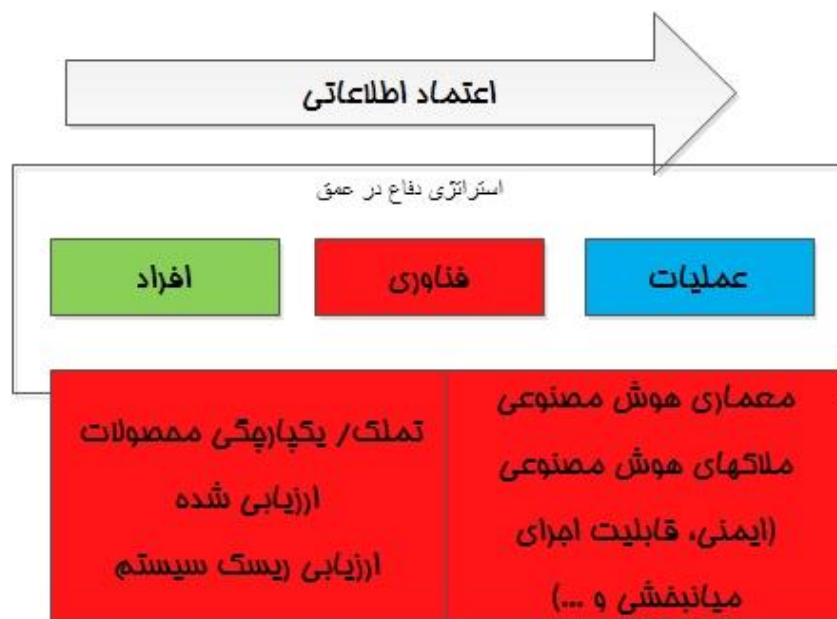 اعتماد اطلاعاتی
استراتژی دفاع در عمق
عملیات
فناوری
افراد
معماری هوش مصنوعی
ملاکهای هوش مصنوعی
(ایمنی، قابلیت اجرای
میانبخشی و ...)
تملک/ یکپارچگی محصولات
ارزیابی شده
ارزیابی ریسک سیستم